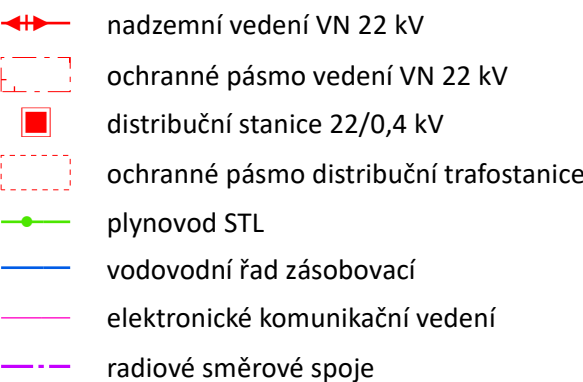 nadzemní vedení VN 22 kV
ochranné pásmo vedení VN 22 kV
distribuční stanice 22/0,4 kV
ochranné pásmo distribuční trafostanice
plynovod STL
vodovodní řad zásobovací
elektronické komunikační vedení
radiové směrové spoje